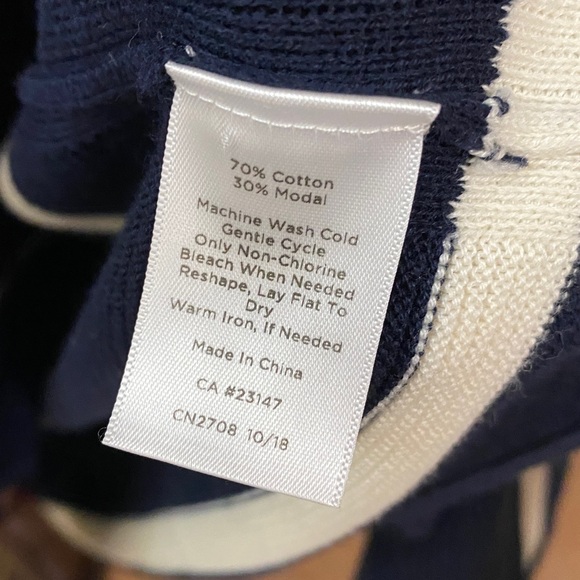 70% Cotton
30% Modal
Machine Wash Cold
Gentle Cycle
Only Non-Chlorine
Bleach When Needed
Reshape, Lay Flat To
Dry
Warm Iron, If Needed
Made In China
CA #23147
CN2708 10/18